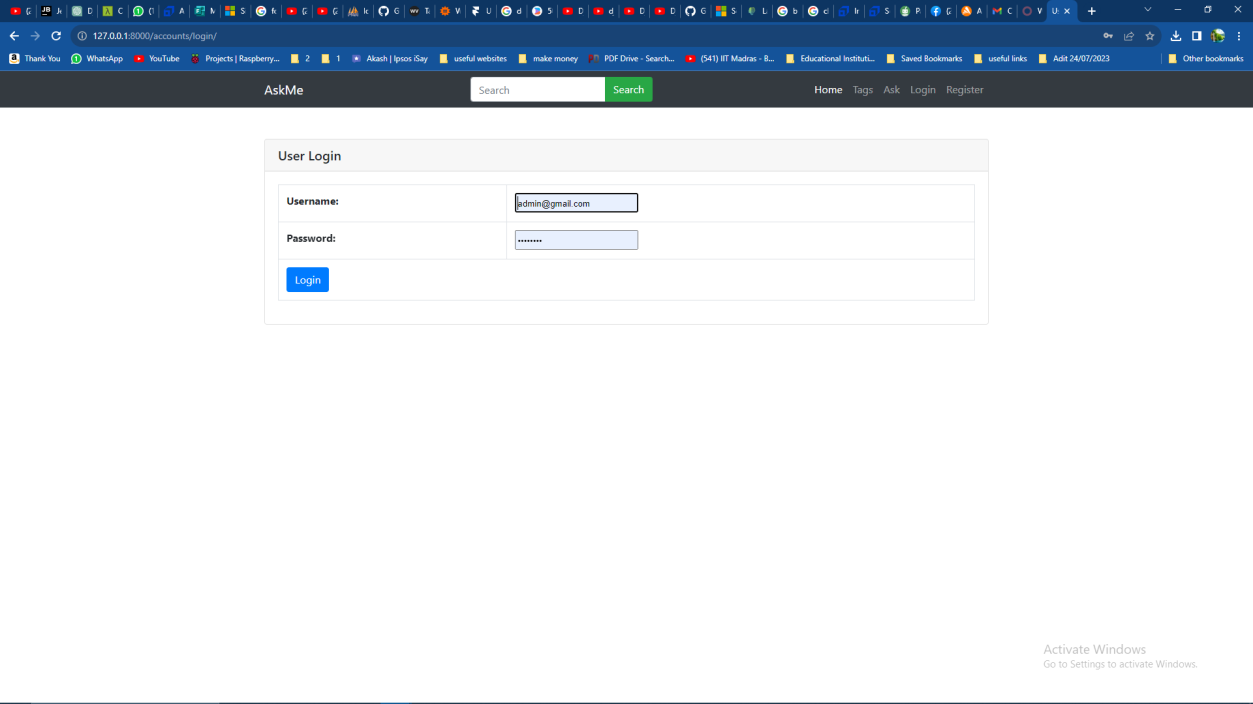 127.0.0.1:8000/accounts/login/
Thank You WhatsApp YouTube Projects | Raspberry... 2 1 Akash | Ipsos iSay useful websites make money PDF Drive - Search... (541) IIT Madras - B... Educational Instituti... Saved Bookmarks useful links Adit 24/07/2023 Other bookmarks
AskMe Search Search Home Tags Ask Login Register
User Login
Username: admin@gmail.com
Password: ••••••••
Login
Activate Windows
Go to Settings to activate Windows.